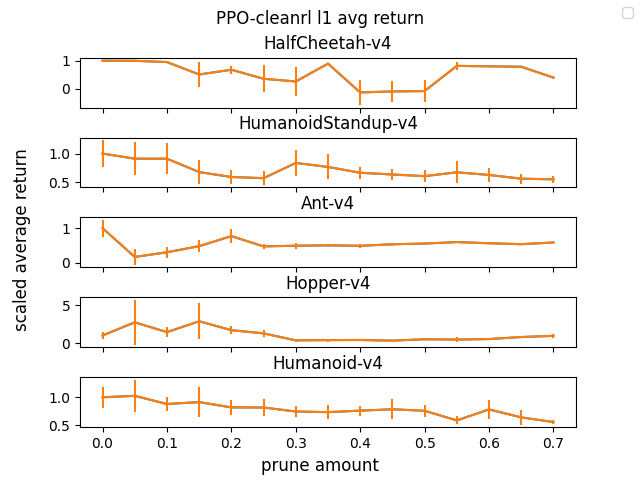 PPO-cleanrl l1 avg return
HalfCheetah-v4
1
0
HumanoidStandup-v4
1.0
0.5
Ant-v4
1
0
Hopper-v4
5
0
Humanoid-v4
1.0
0.5
0.0 0.1 0.2 0.3 0.4 0.5 0.6 0.7
prune amount
scaled average return